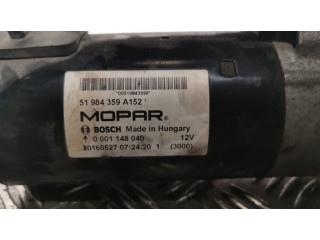 *00519843590*
51 984 359 A152
MOPAR®
BOSCH Made in Hungary
0 001 148 040 12V
20160527 07:24:20 1 (3000)